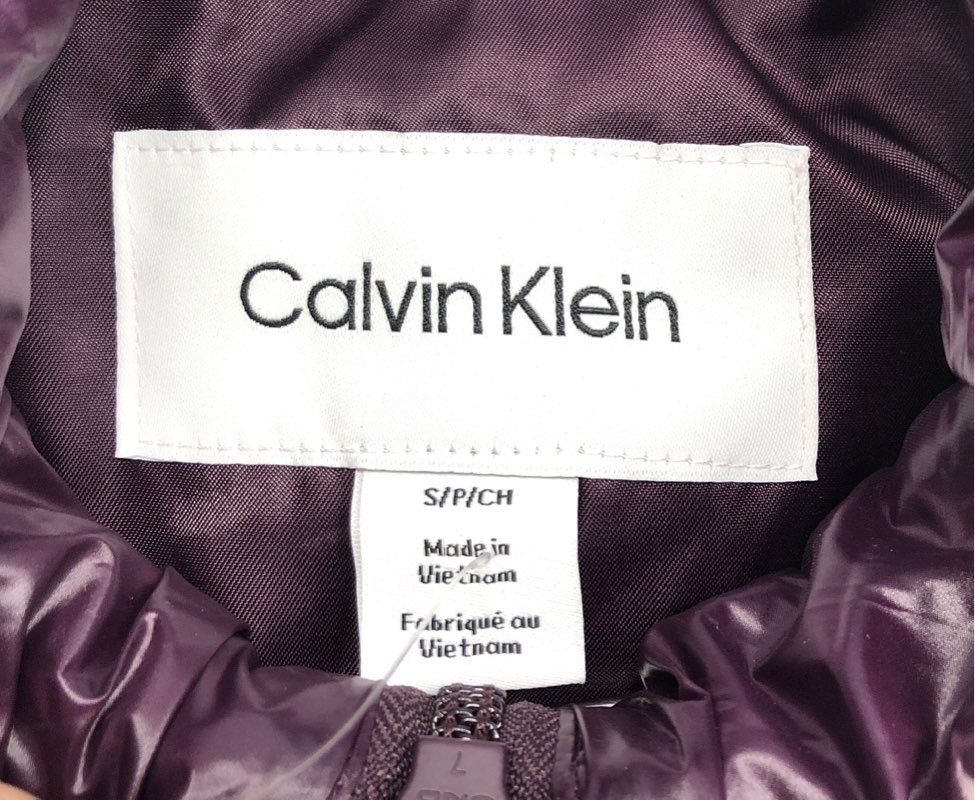 Calvin Klein
S/P/CH
Made in
Vietnam
Fabriqué au
Vietnam